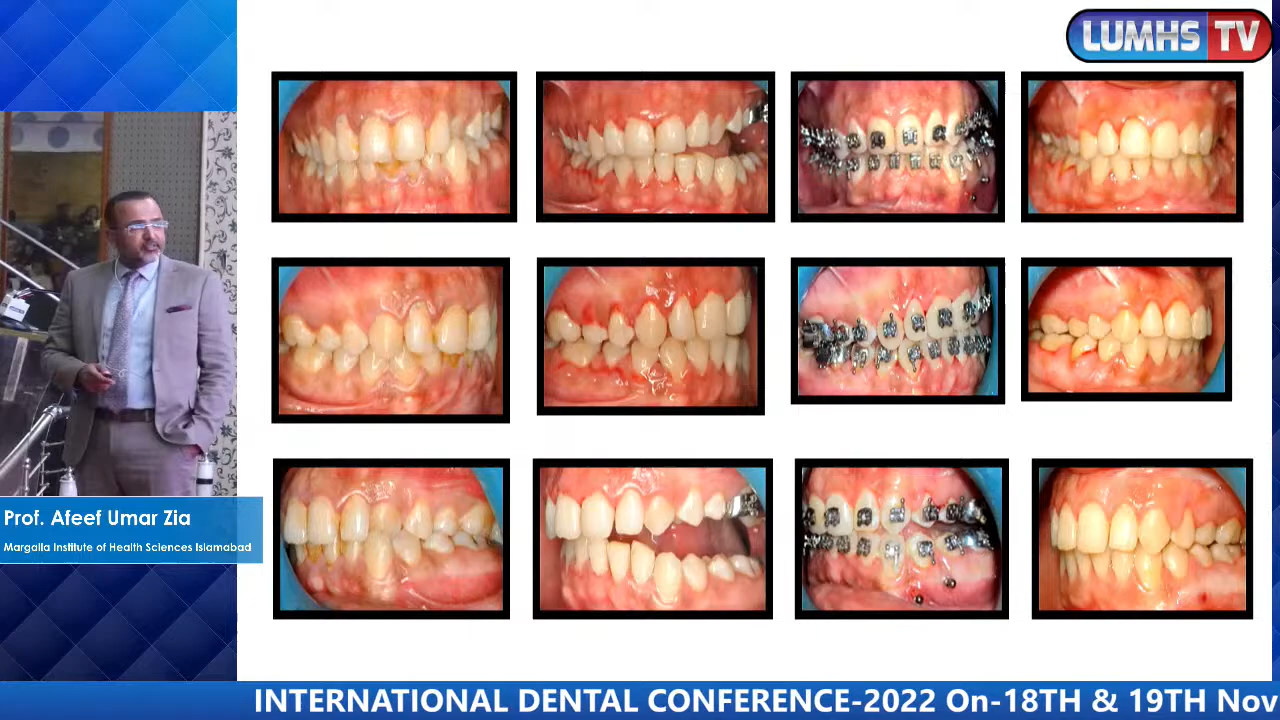 LUMHS TV
Prof. Afeef Umar Zia
Margalla Institute of Health Sciences Islamabad
INTERNATIONAL DENTAL CONFERENCE-2022 On-18TH & 19TH Nov